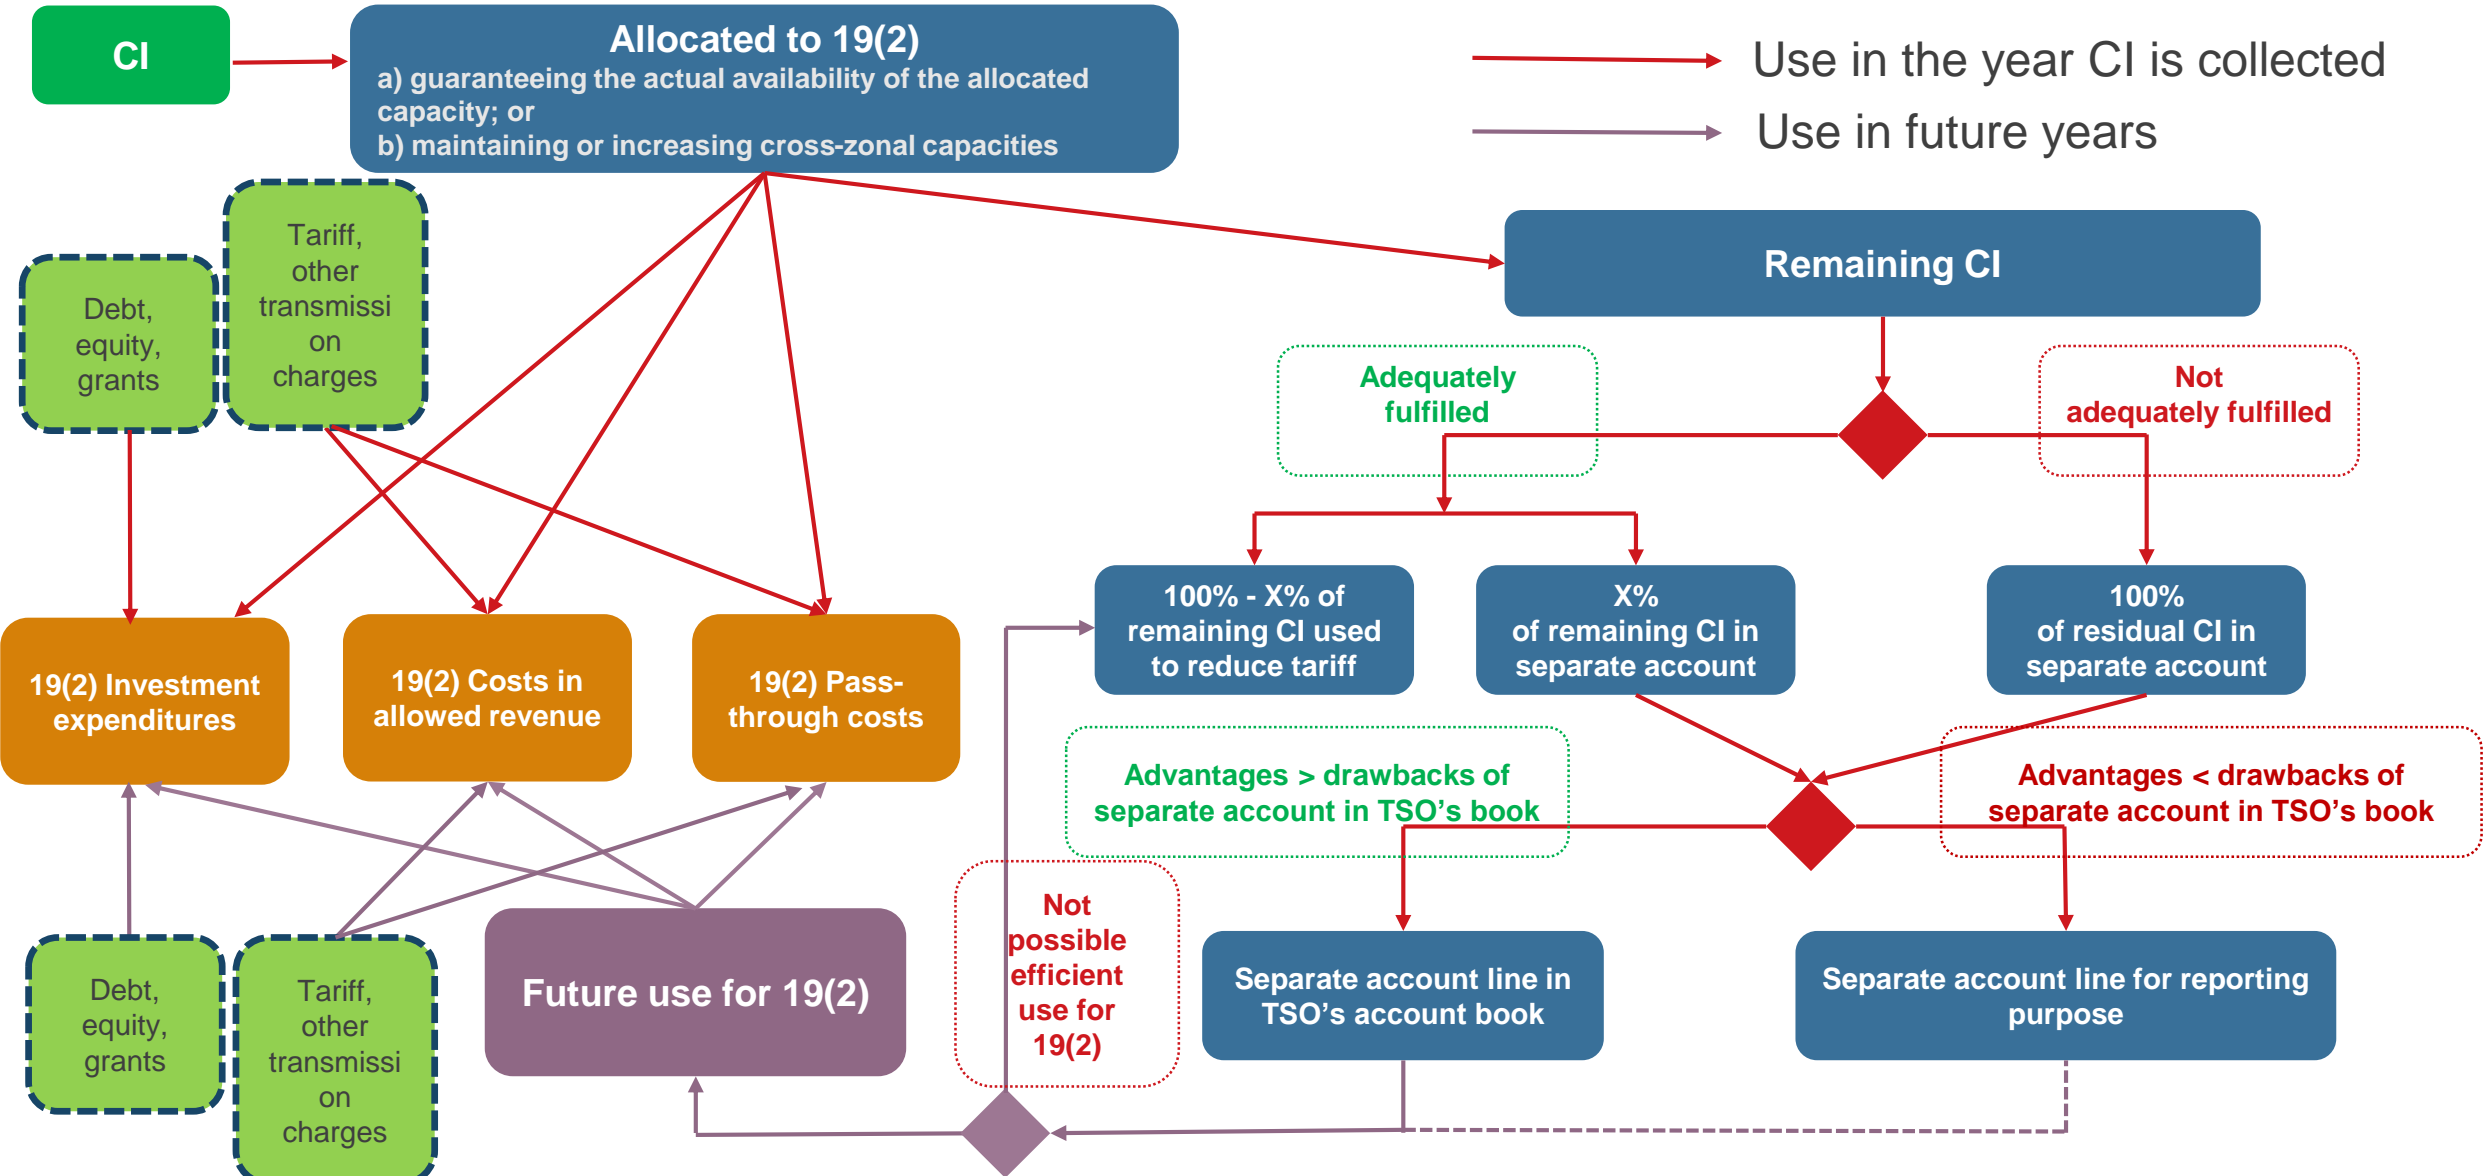 CI
Allocated to 19(2)
a) guaranteeing the actual availability of the allocated
capacity; or
b) maintaining or increasing cross-zonal capacities
Use in the year CI is collected
Use in future years
Tariff,
other
transmissi
on
charges
Debt,
equity,
grants
Remaining CI
Adequately
fulfilled
Not
adequately fulfilled
100% - X% of
remaining CI used
to reduce tariff
X%
of remaining CI in
separate account
100%
of residual CI in
separate account
19(2) Investment
expenditures
19(2) Costs in
allowed revenue
19(2) Pass-
through costs
Advantages > drawbacks of
separate account in TSO’s book
Advantages < drawbacks of
separate account in TSO’s book
Not
possible
efficient
use for
19(2)
Debt,
equity,
grants
Tariff,
other
transmissi
on
charges
Future use for 19(2)
Separate account line in
TSO’s account book
Separate account line for reporting
purpose